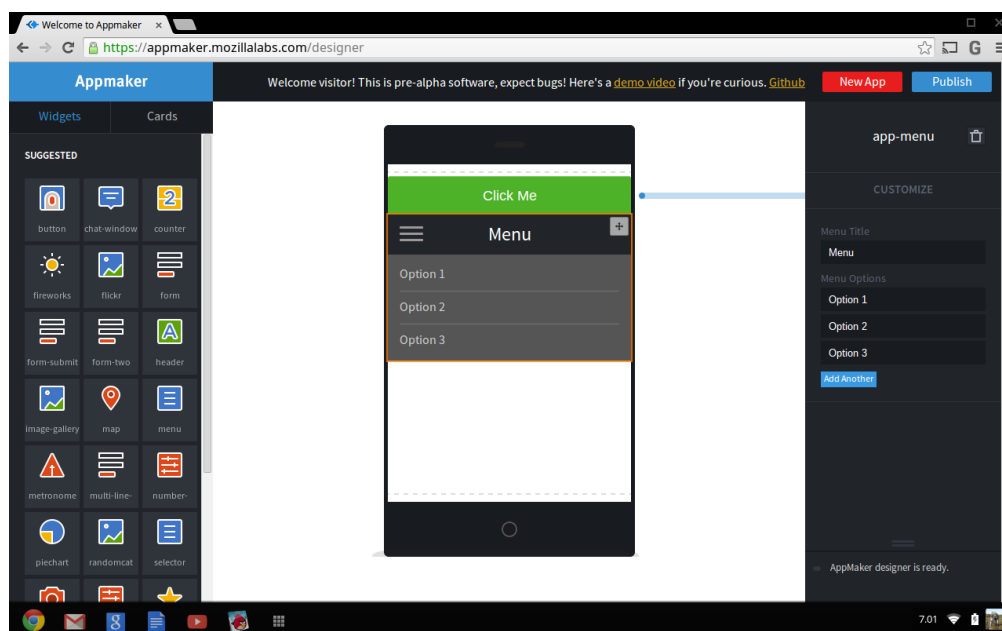 Welcome to Appmaker
https://appmaker.mozillalabs.com/designer
G
Appmaker
Welcome visitor! This is pre-alpha software, expect bugs! Here's a demo video if you're curious. Github
New App
Publish
Widgets
Cards
SUGGESTED
button
chat-window
counter
fireworks
flickr
form
form-submit
form-two
header
image-gallery
map
menu
metronome
multi-line-
number-
piechart
randomcat
selector
Click Me
Menu
Option 1
Option 2
Option 3
app-menu
CUSTOMIZE
Menu Title
Menu
Menu Options
Option 1
Option 2
Option 3
Add Another
AppMaker designer is ready.
7.01